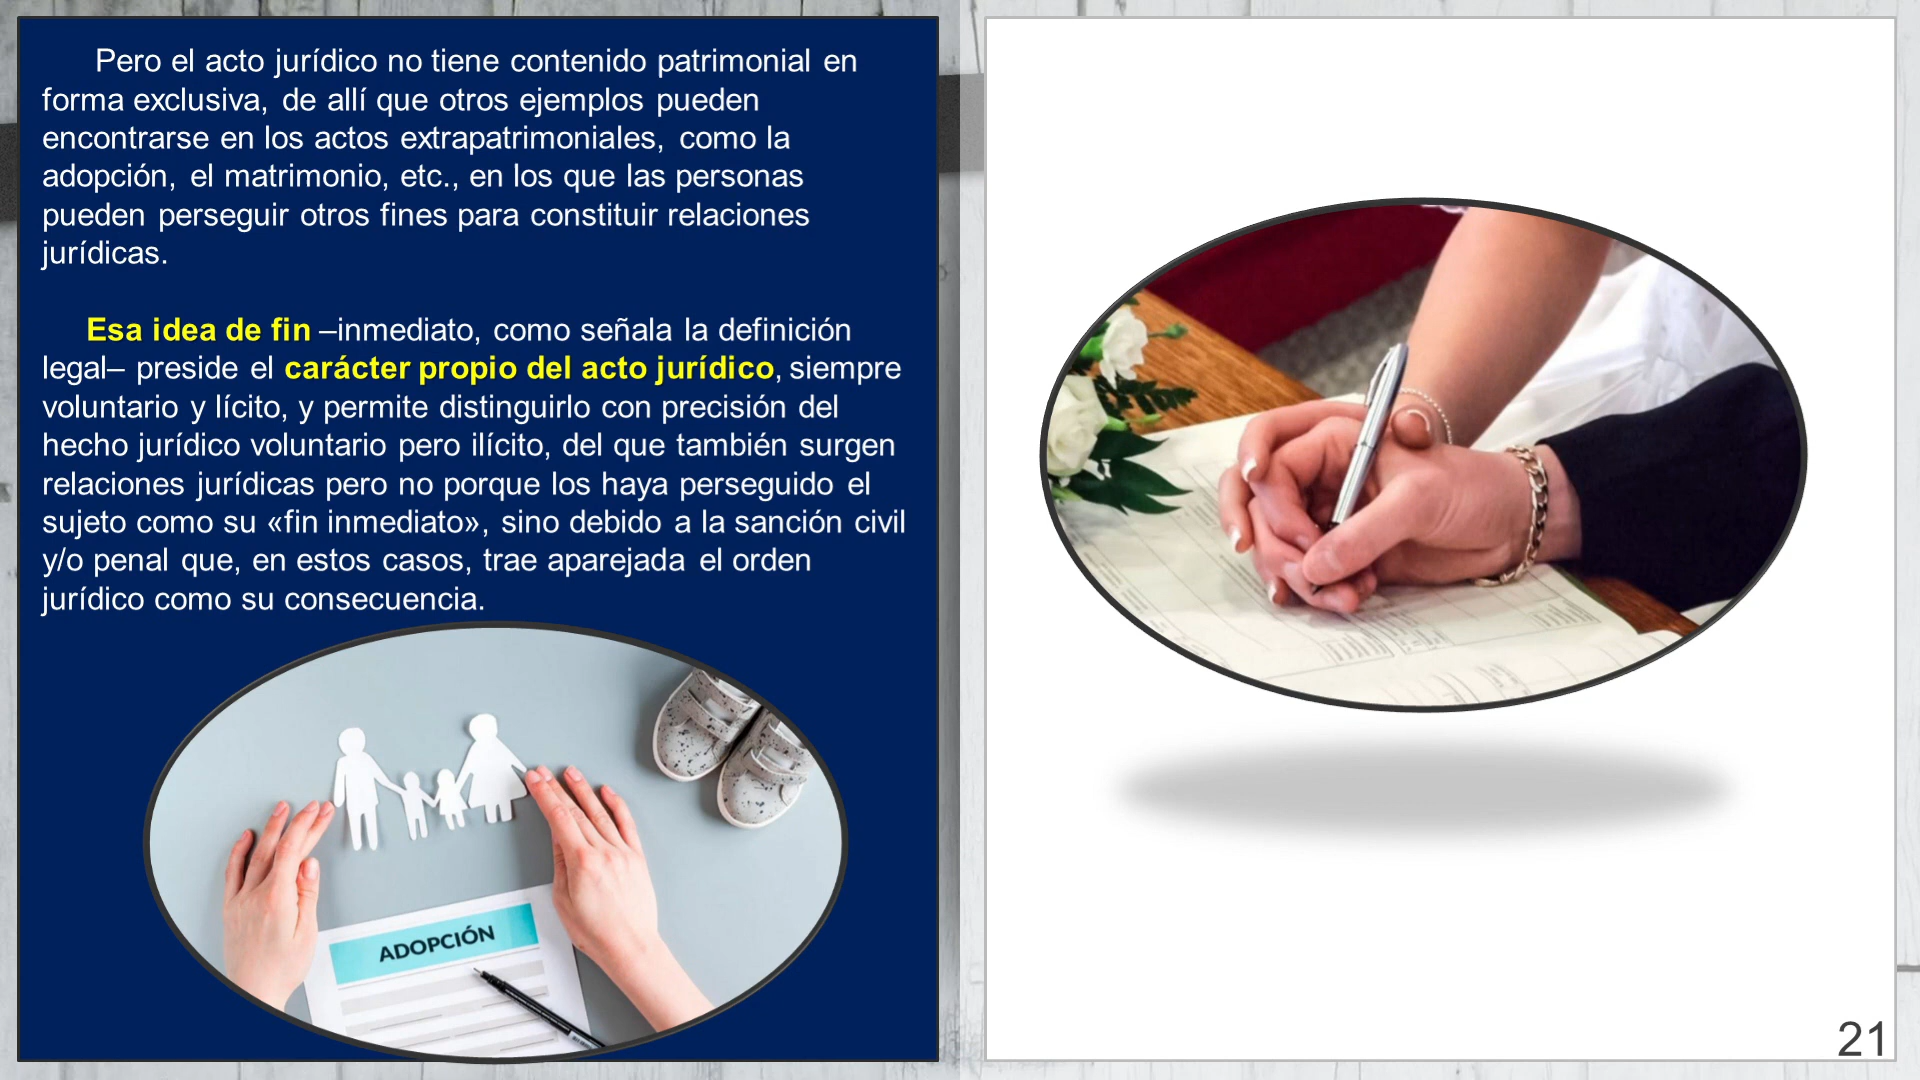 Pero el acto jurídico no tiene contenido patrimonial en
forma exclusiva, de allí que otros ejemplos pueden
encontrarse en los actos extrapatrimoniales, como la
adopción, el matrimonio, etc., en los que las personas
pueden perseguir otros fines para constituir relaciones
jurídicas.
Esa idea de fin –inmediato, como señala la definición
legal– preside el carácter propio del acto jurídico, siempre
voluntario y lícito, y permite distinguirlo con precisión del
hecho jurídico voluntario pero ilícito, del que también surgen
relaciones jurídicas pero no porque los haya perseguido el
sujeto como su «fin inmediato», sino debido a la sanción civil
y/o penal que, en estos casos, trae aparejada el orden
jurídico como su consecuencia.
ADOPCIÓN
21